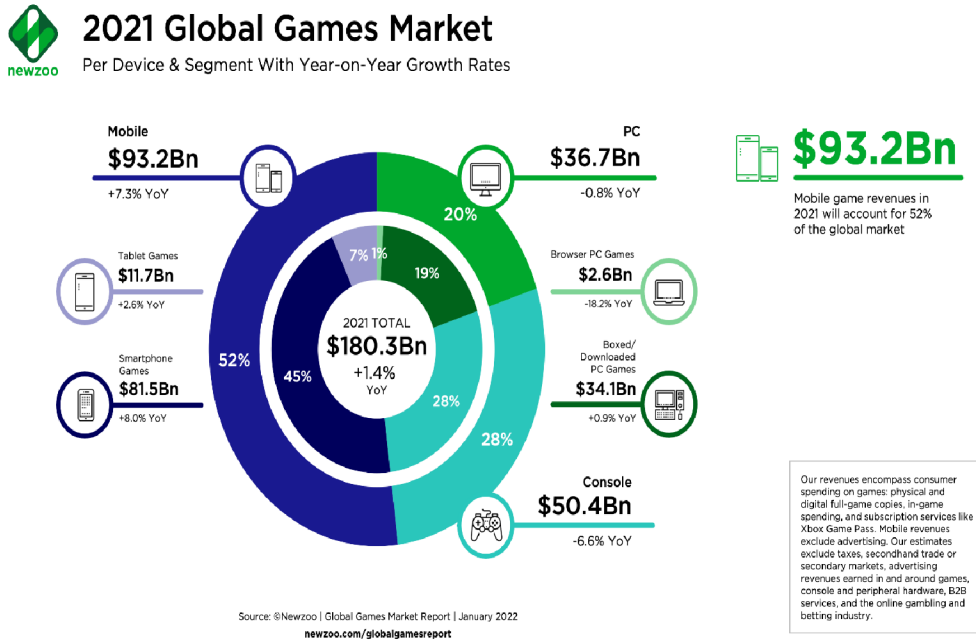 newzoo
2021 Global Games Market
Per Device & Segment With Year-on-Year Growth Rates
Mobile
$93.2Bn
+7.3% YoY
Tablet Games
$11.7Bn
+2.6% YoY
Smartphone
Games
$81.5Bn
+8.0% YoY
52%
45%
7%
1%
19%
20%
28%
28%
2021 TOTAL
$180.3Bn
+1.4%
YoY
PC
$36.7Bn
-0.8% YoY
Browser PC Games
$2.6Bn
-18.2% YoY
Boxed/
Downloaded
PC Games
$34.1Bn
+0.9% YoY
Console
$50.4Bn
-6.6% YoY
$93.2Bn
Mobile game revenues in
2021 will account for 52%
of the global market
Our revenues encompass consumer
spending on games: physical and
digital full-game copies, in-game
spending, and subscription services like
Xbox Game Pass. Mobile revenues
exclude advertising. Our estimates
exclude taxes, secondhand trade or
secondary markets, advertising
revenues earned in and around games,
console and peripheral hardware, B2B
services, and the online gambling and
betting industry.
Source: ©Newzoo | Global Games Market Report | January 2022
newzoo.com/globalgamesreport